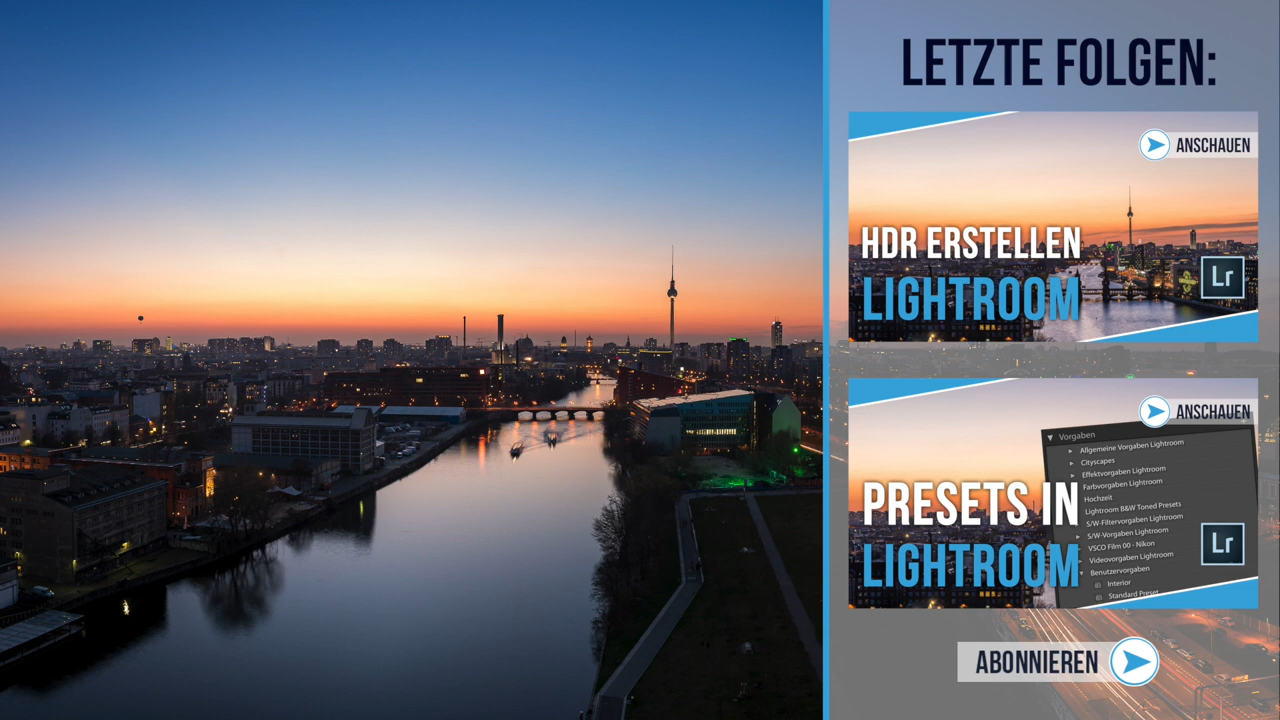 LETZTE FOLGEN:
ANSCHAUEN
HDR ERSTELLEN
LIGHTROOM
Lr
ANSCHAUEN
Vorgaben
Allgemeine Vorgaben Lightroom
Cityscapes
Effektvorgaben Lightroom
Farbvorgaben Lightroom
Hochzeit
Lightroom B&W Toned Presets
S/W-Filtervorgaben Lightroom
S/W-Vorgaben Lightroom
VSCO Film 00 - Nikon
Videovorgaben Lightroom
Benutzervorgaben
Interior
Standard Preset
PRESETS IN
LIGHTROOM
Lr
ABONNIEREN